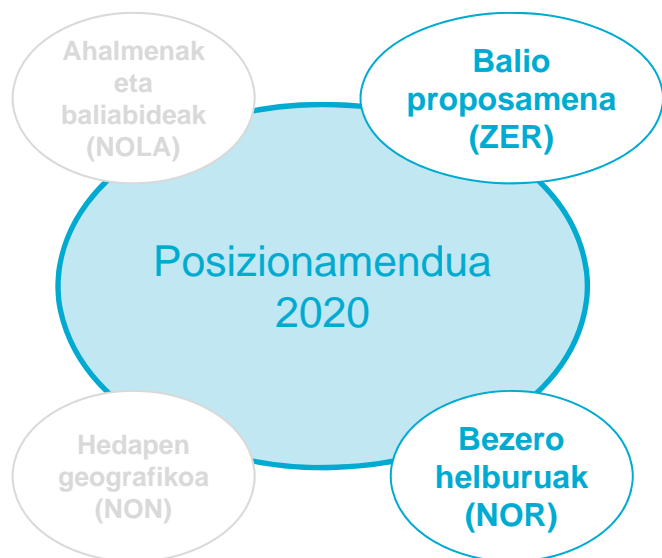 Ahalmenak
eta
baliabideak
(NOLA)
Balio
proposamena
(ZER)
Posizionamendua
2020
Hedapen
geografikoa
(NON)
Bezero
helburuak
(NOR)